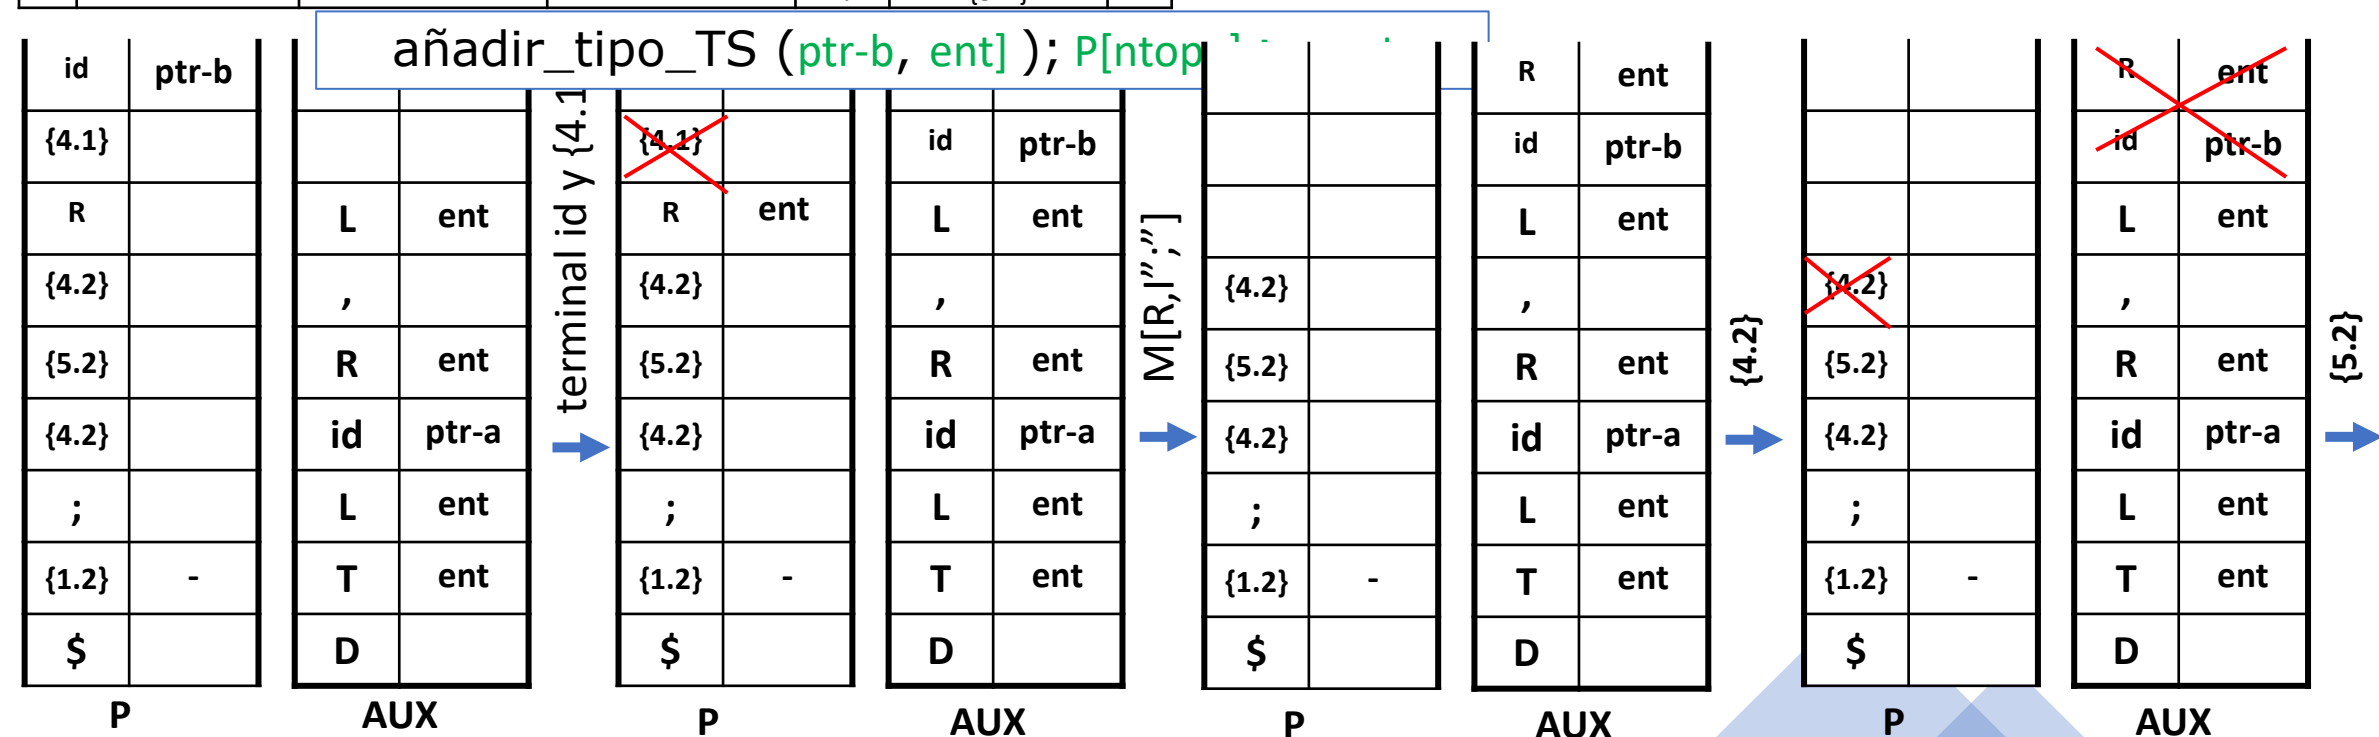 añadir_tipo_TS (ptr-b, ent] ); P[ntop
id ptr-b
{4.1}
R
{4.2}
{5.2}
{4.2}
;
{1.2} -
$
P
L ent
,
R ent
id ptr-a
L ent
T ent
D
AUX
terminal id y {4.1
{4.1}
R ent
{4.2}
{5.2}
{4.2}
;
{1.2} -
$
P
id ptr-b
L ent
,
R ent
id ptr-a
L ent
T ent
D
AUX
M[R,l”;”]
{4.2}
{5.2}
{4.2}
;
{1.2} -
$
P
R ent
id ptr-b
L ent
,
R ent
id ptr-a
L ent
T ent
D
AUX
{4.2}
{4.2}
{5.2}
{4.2}
;
{1.2} -
$
P
R ent
id ptr-b
L ent
,
R ent
id ptr-a
L ent
T ent
D
AUX
{5.2}